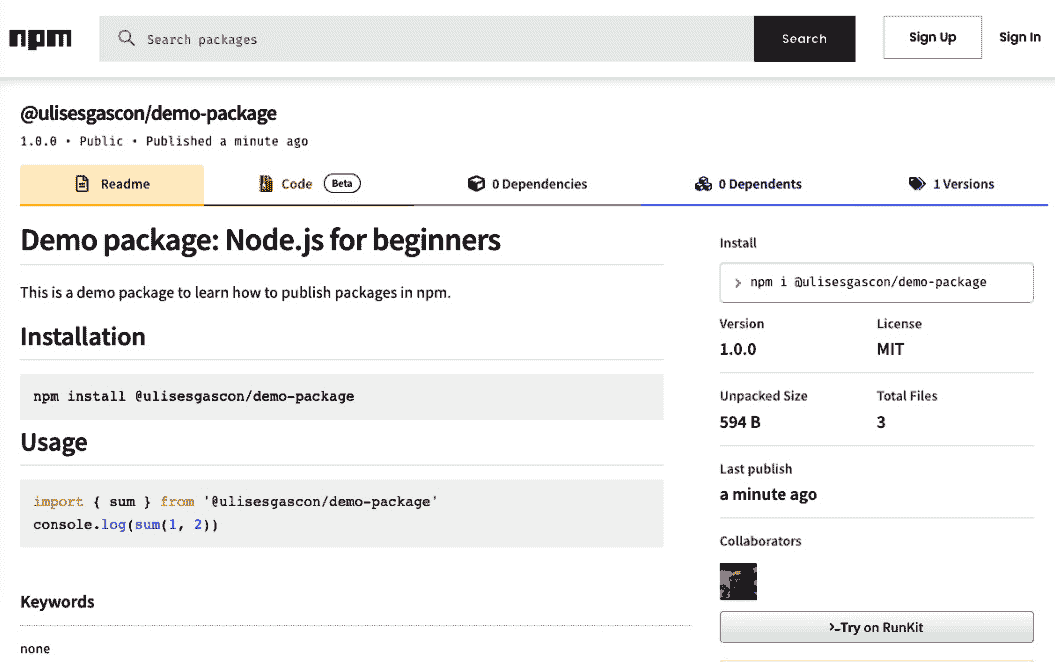 npm
Search packages
Search
Sign Up
Sign In
@ulisesgascon/demo-package
1.0.0 • Public • Published a minute ago
Readme
Code Beta
0 Dependencies
0 Dependents
1 Versions
Demo package: Node.js for beginners
This is a demo package to learn how to publish packages in npm.
Installation
npm install @ulisesgascon/demo-package
Usage
import { sum } from '@ulisesgascon/demo-package'
console.log(sum(1, 2))
Keywords
none
Install
> npm i @ulisesgascon/demo-package
Version
License
1.0.0
MIT
Unpacked Size
Total Files
594 B
3
Last publish
a minute ago
Collaborators
>-Try on RunKit